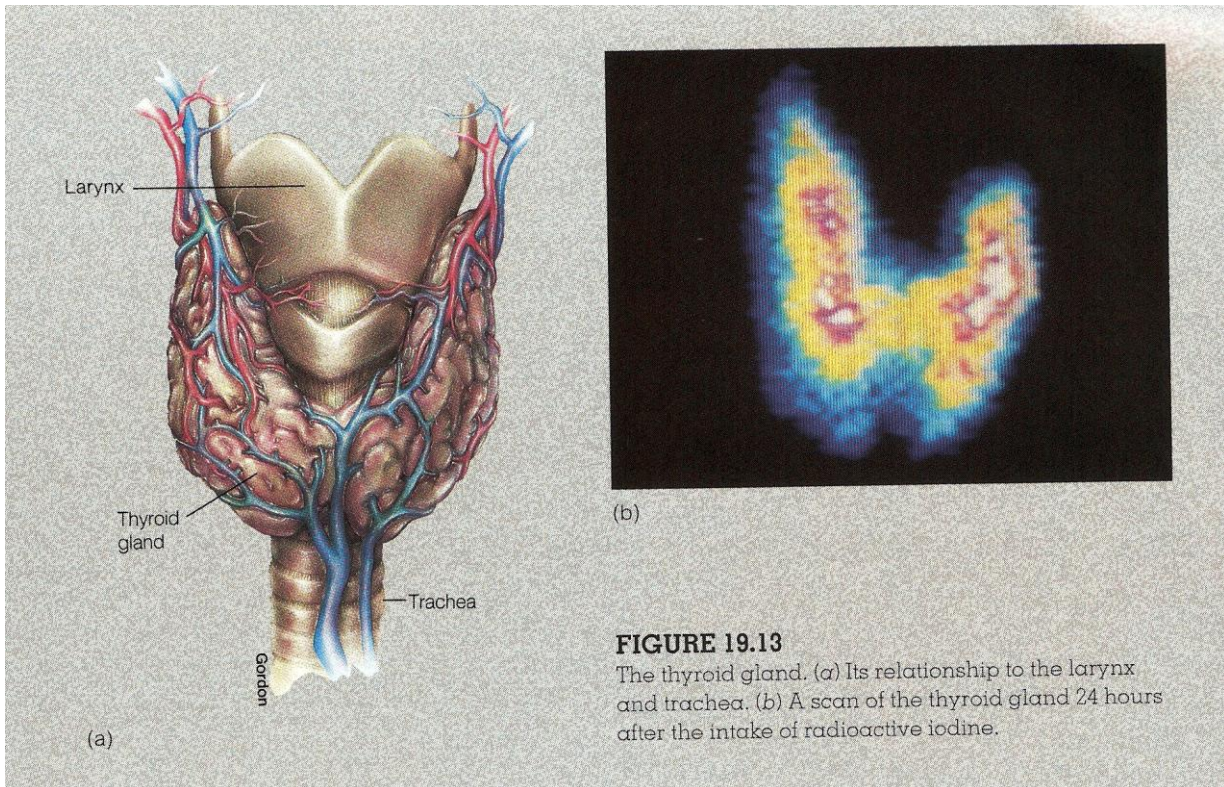 Larynx
Thyroid
gland
Trachea
Gordon
(a)
(b)
FIGURE 19.13
The thyroid gland. (a) Its relationship to the larynx
and trachea. (b) A scan of the thyroid gland 24 hours
after the intake of radioactive iodine.